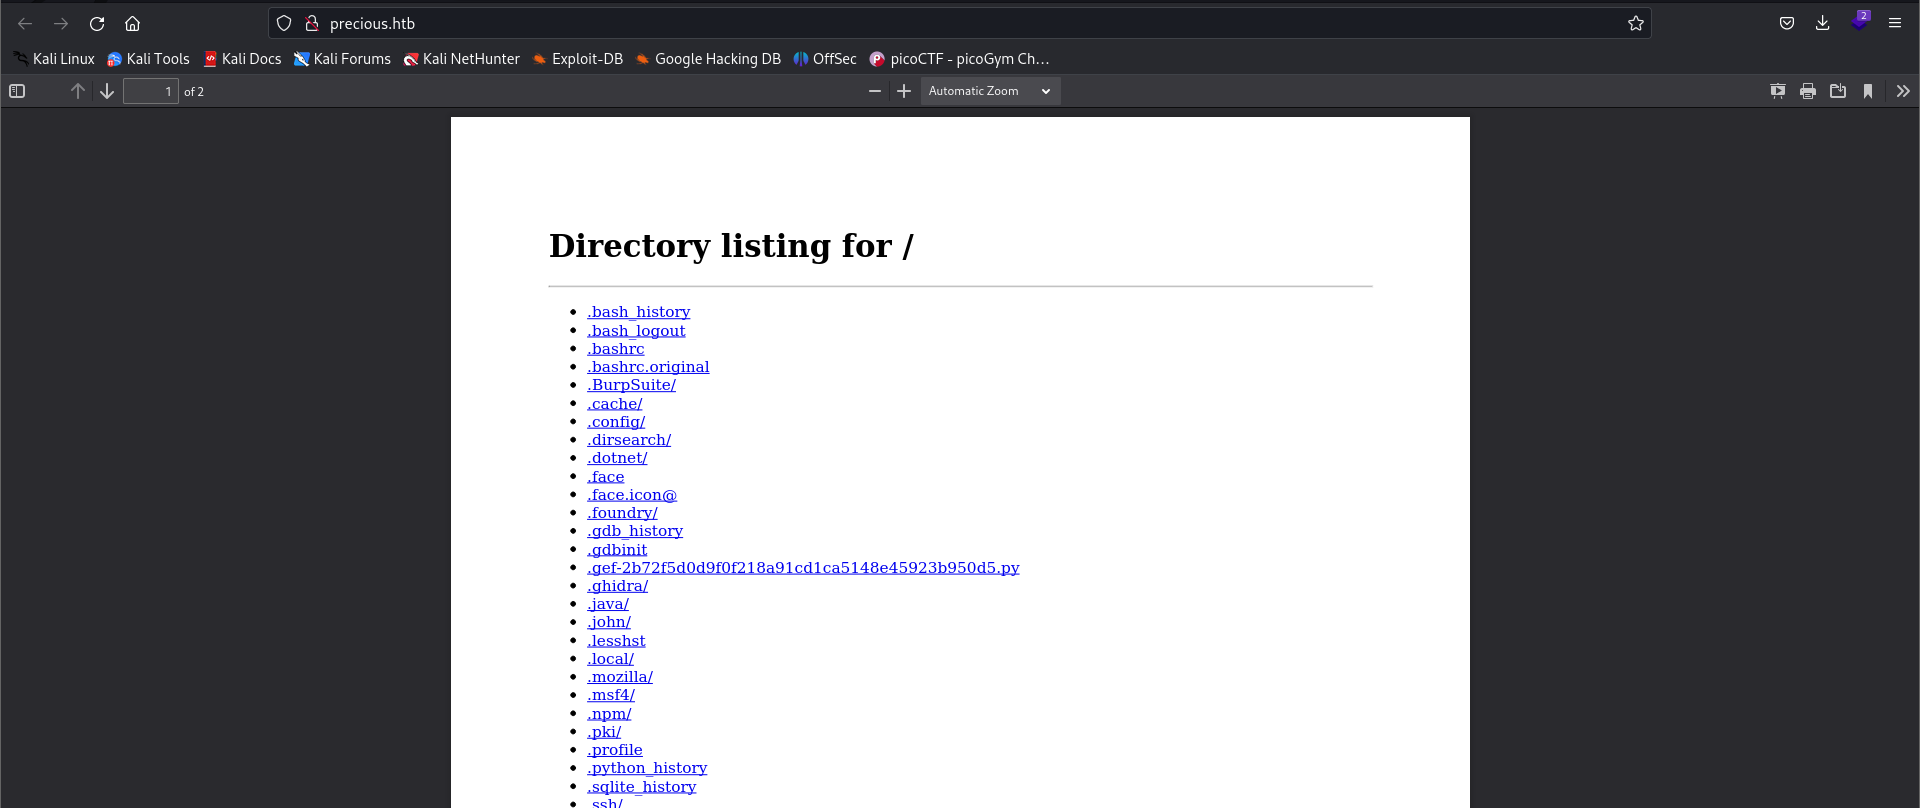 precious.htb
2
Kali Linux Kali Tools Kali Docs Kali Forums Kali NetHunter Exploit-DB Google Hacking DB OffSec picoCTF - picoGym Ch...
1 of 2 Automatic Zoom
Directory listing for /
.bash_history
.bash_logout
.bashrc
.bashrc.original
.BurpSuite/
.cache/
.config/
.dirsearch/
.dotnet/
.face
.face.icon@
.foundry/
.gdb_history
.gdbinit
.gef-2b72f5d0d9f0f218a91cd1ca5148e45923b950d5.py
.ghidra/
.java/
.john/
.lesshst
.local/
.mozilla/
.msf4/
.npm/
.pki/
.profile
.python_history
.sqlite_history
.ssh/